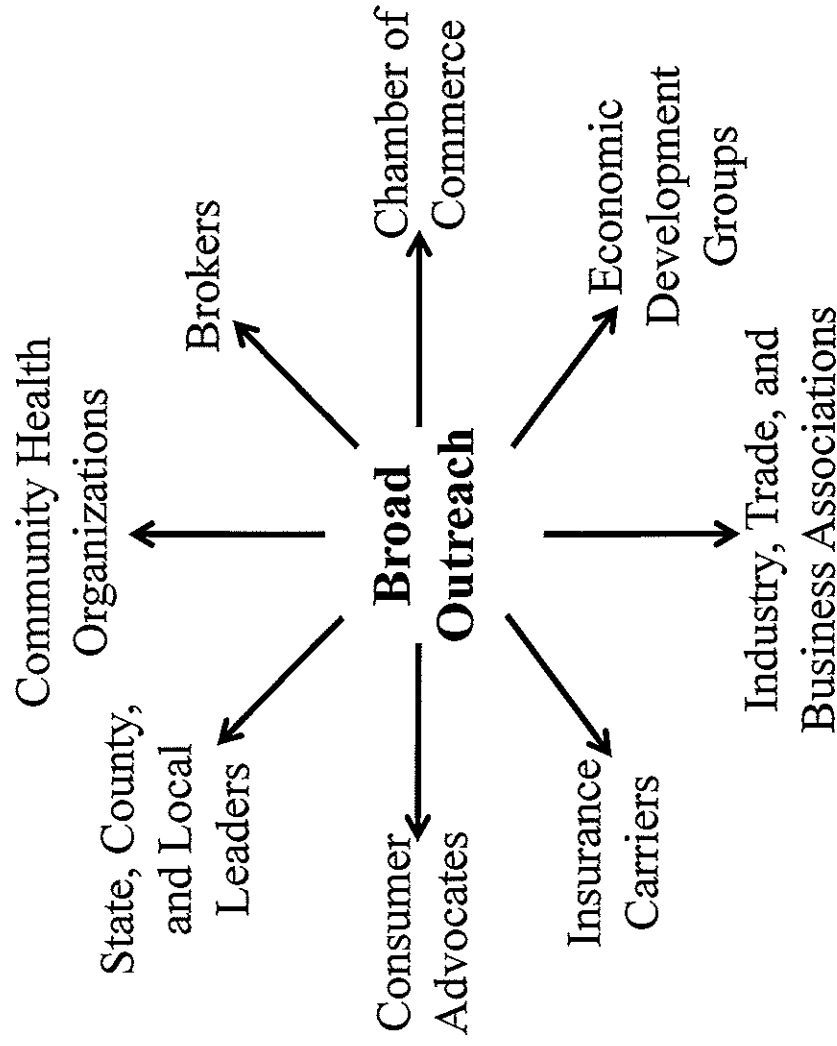 Community Health
Organizations
Brokers
Chamber of
Commerce
Economic
Development
Groups
Industry, Trade, and
Business Associations
Insurance
Carriers
Consumer
Advocates
State, County,
and Local
Leaders
Broad
Outreach